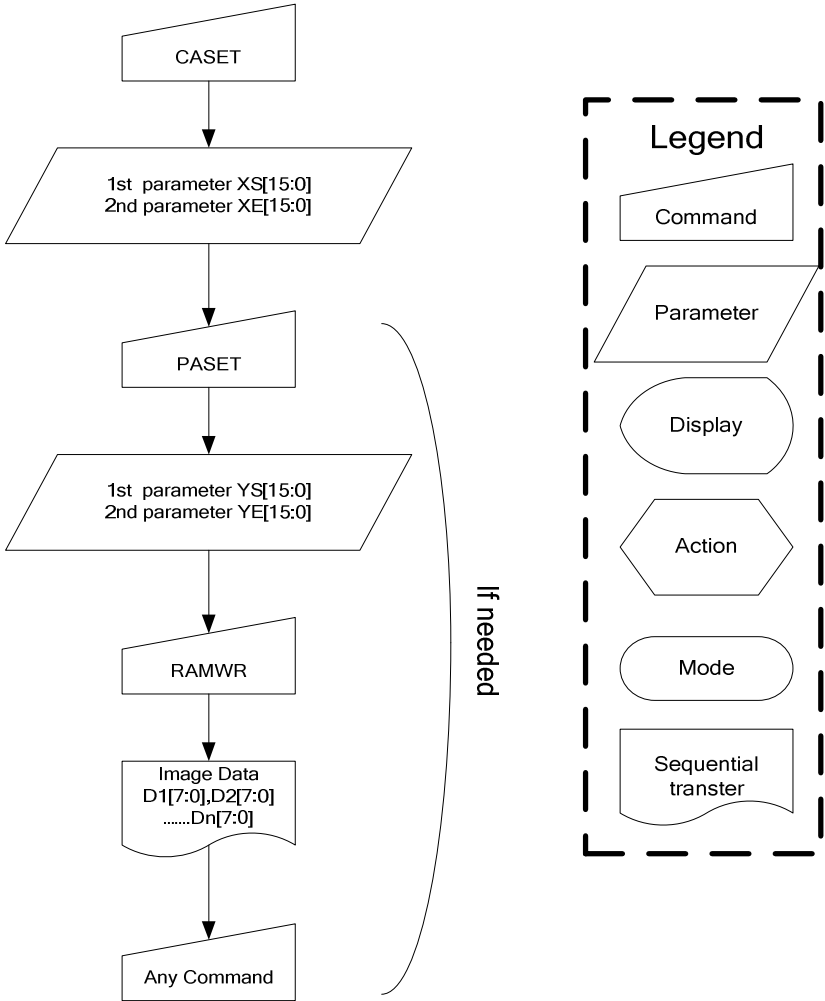 CASET
1st parameter XS[15:0]
2nd parameter XE[15:0]
PASET
1st parameter YS[15:0]
2nd parameter YE[15:0]
RAMWR
Image Data
D1[7:0],D2[7:0]
.......Dn[7:0]
Any Command
If needed
Legend
Command
Parameter
Display
Action
Mode
Sequential
transter